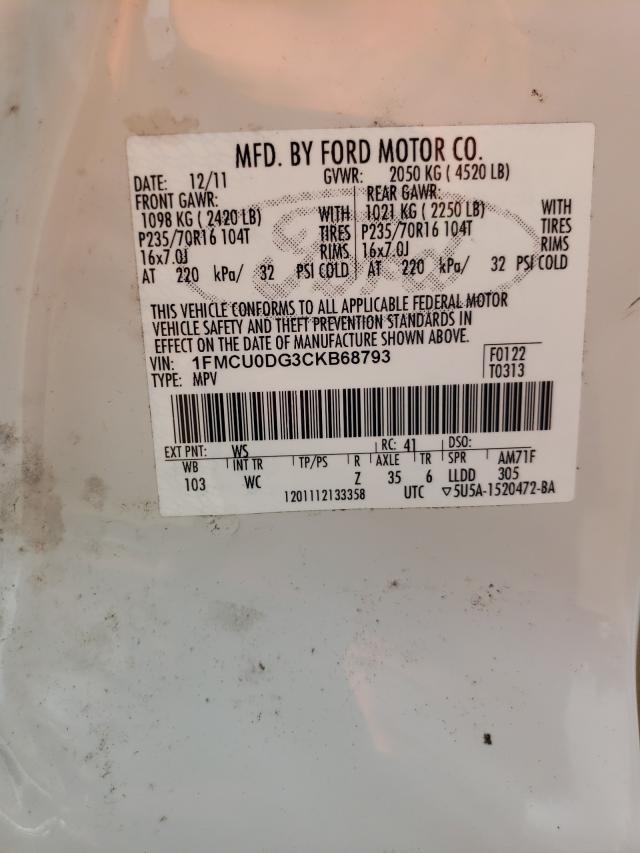 MFD. BY FORD MOTOR CO.
DATE: 12/11 GVWR: 2050 KG ( 4520 LB)
FRONT GAWR: REAR GAWR:
1098 KG ( 2420 LB) WITH 1021 KG ( 2250 LB) WITH
P235/70R16 104T TIRES P235/70R16 104T TIRES
16x7.0J RIMS 16x7.0J RIMS
AT 220 kPa/ 32 PSI COLD AT 220 kPa/ 32 PSI COLD
Ford
THIS VEHICLE CONFORMS TO ALL APPLICABLE FEDERAL MOTOR
VEHICLE SAFETY AND THEFT PREVENTION STANDARDS IN
EFFECT ON THE DATE OF MANUFACTURE SHOWN ABOVE.
VIN: 1FMCU0DG3CKB68793 F0122
TYPE: MPV T0313
EXT PNT: WS RC: 41 DSO:
WB INT TR TP/PS R AXLE TR SPR AM71F
103 WC Z 35 6 LLDD 305
1201112133358 UTC ▽5U5A-1520472-BA